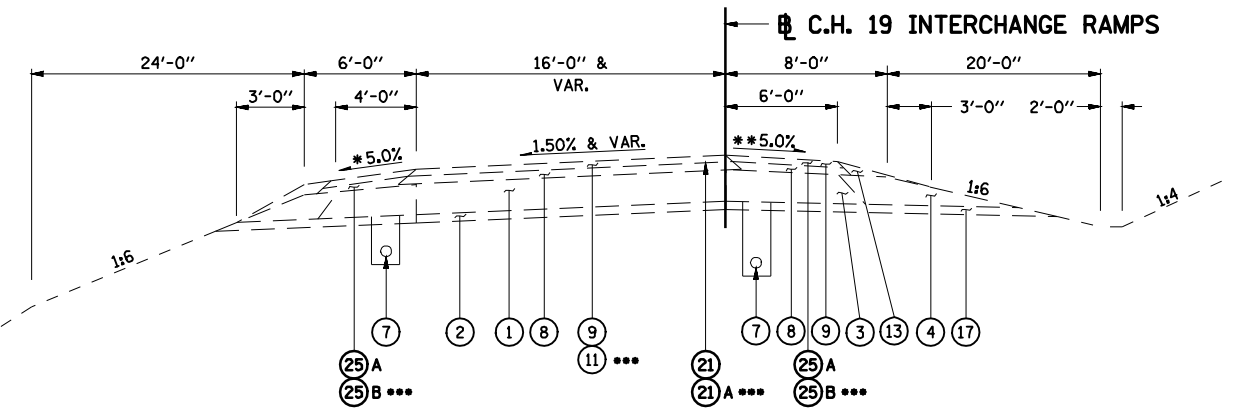 ℄ C.H. 19 INTERCHANGE RAMPS
24'-0" 6'-0" 16'-0" & VAR. 8'-0" 20'-0"
3'-0" 4'-0" 6'-0" 3'-0" 2'-0"
*5.0% 1.50% & VAR. **5.0%
1:6 1:6 1:4
7 2 1 8 9 7 8 9 3 13 4 17
11 ***
25 A 21 25 A
25 B *** 21 A *** 25 B ***